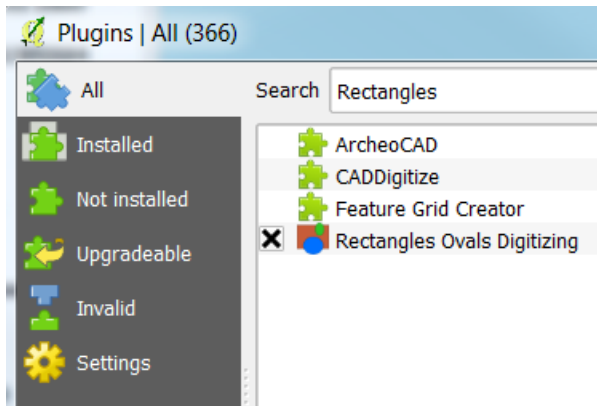 Plugins | All (366)
All
Search Rectangles
Installed
ArcheoCAD
CADDigitize
Not installed
Feature Grid Creator
Rectangles Ovals Digitizing
Upgradeable
Invalid
Settings